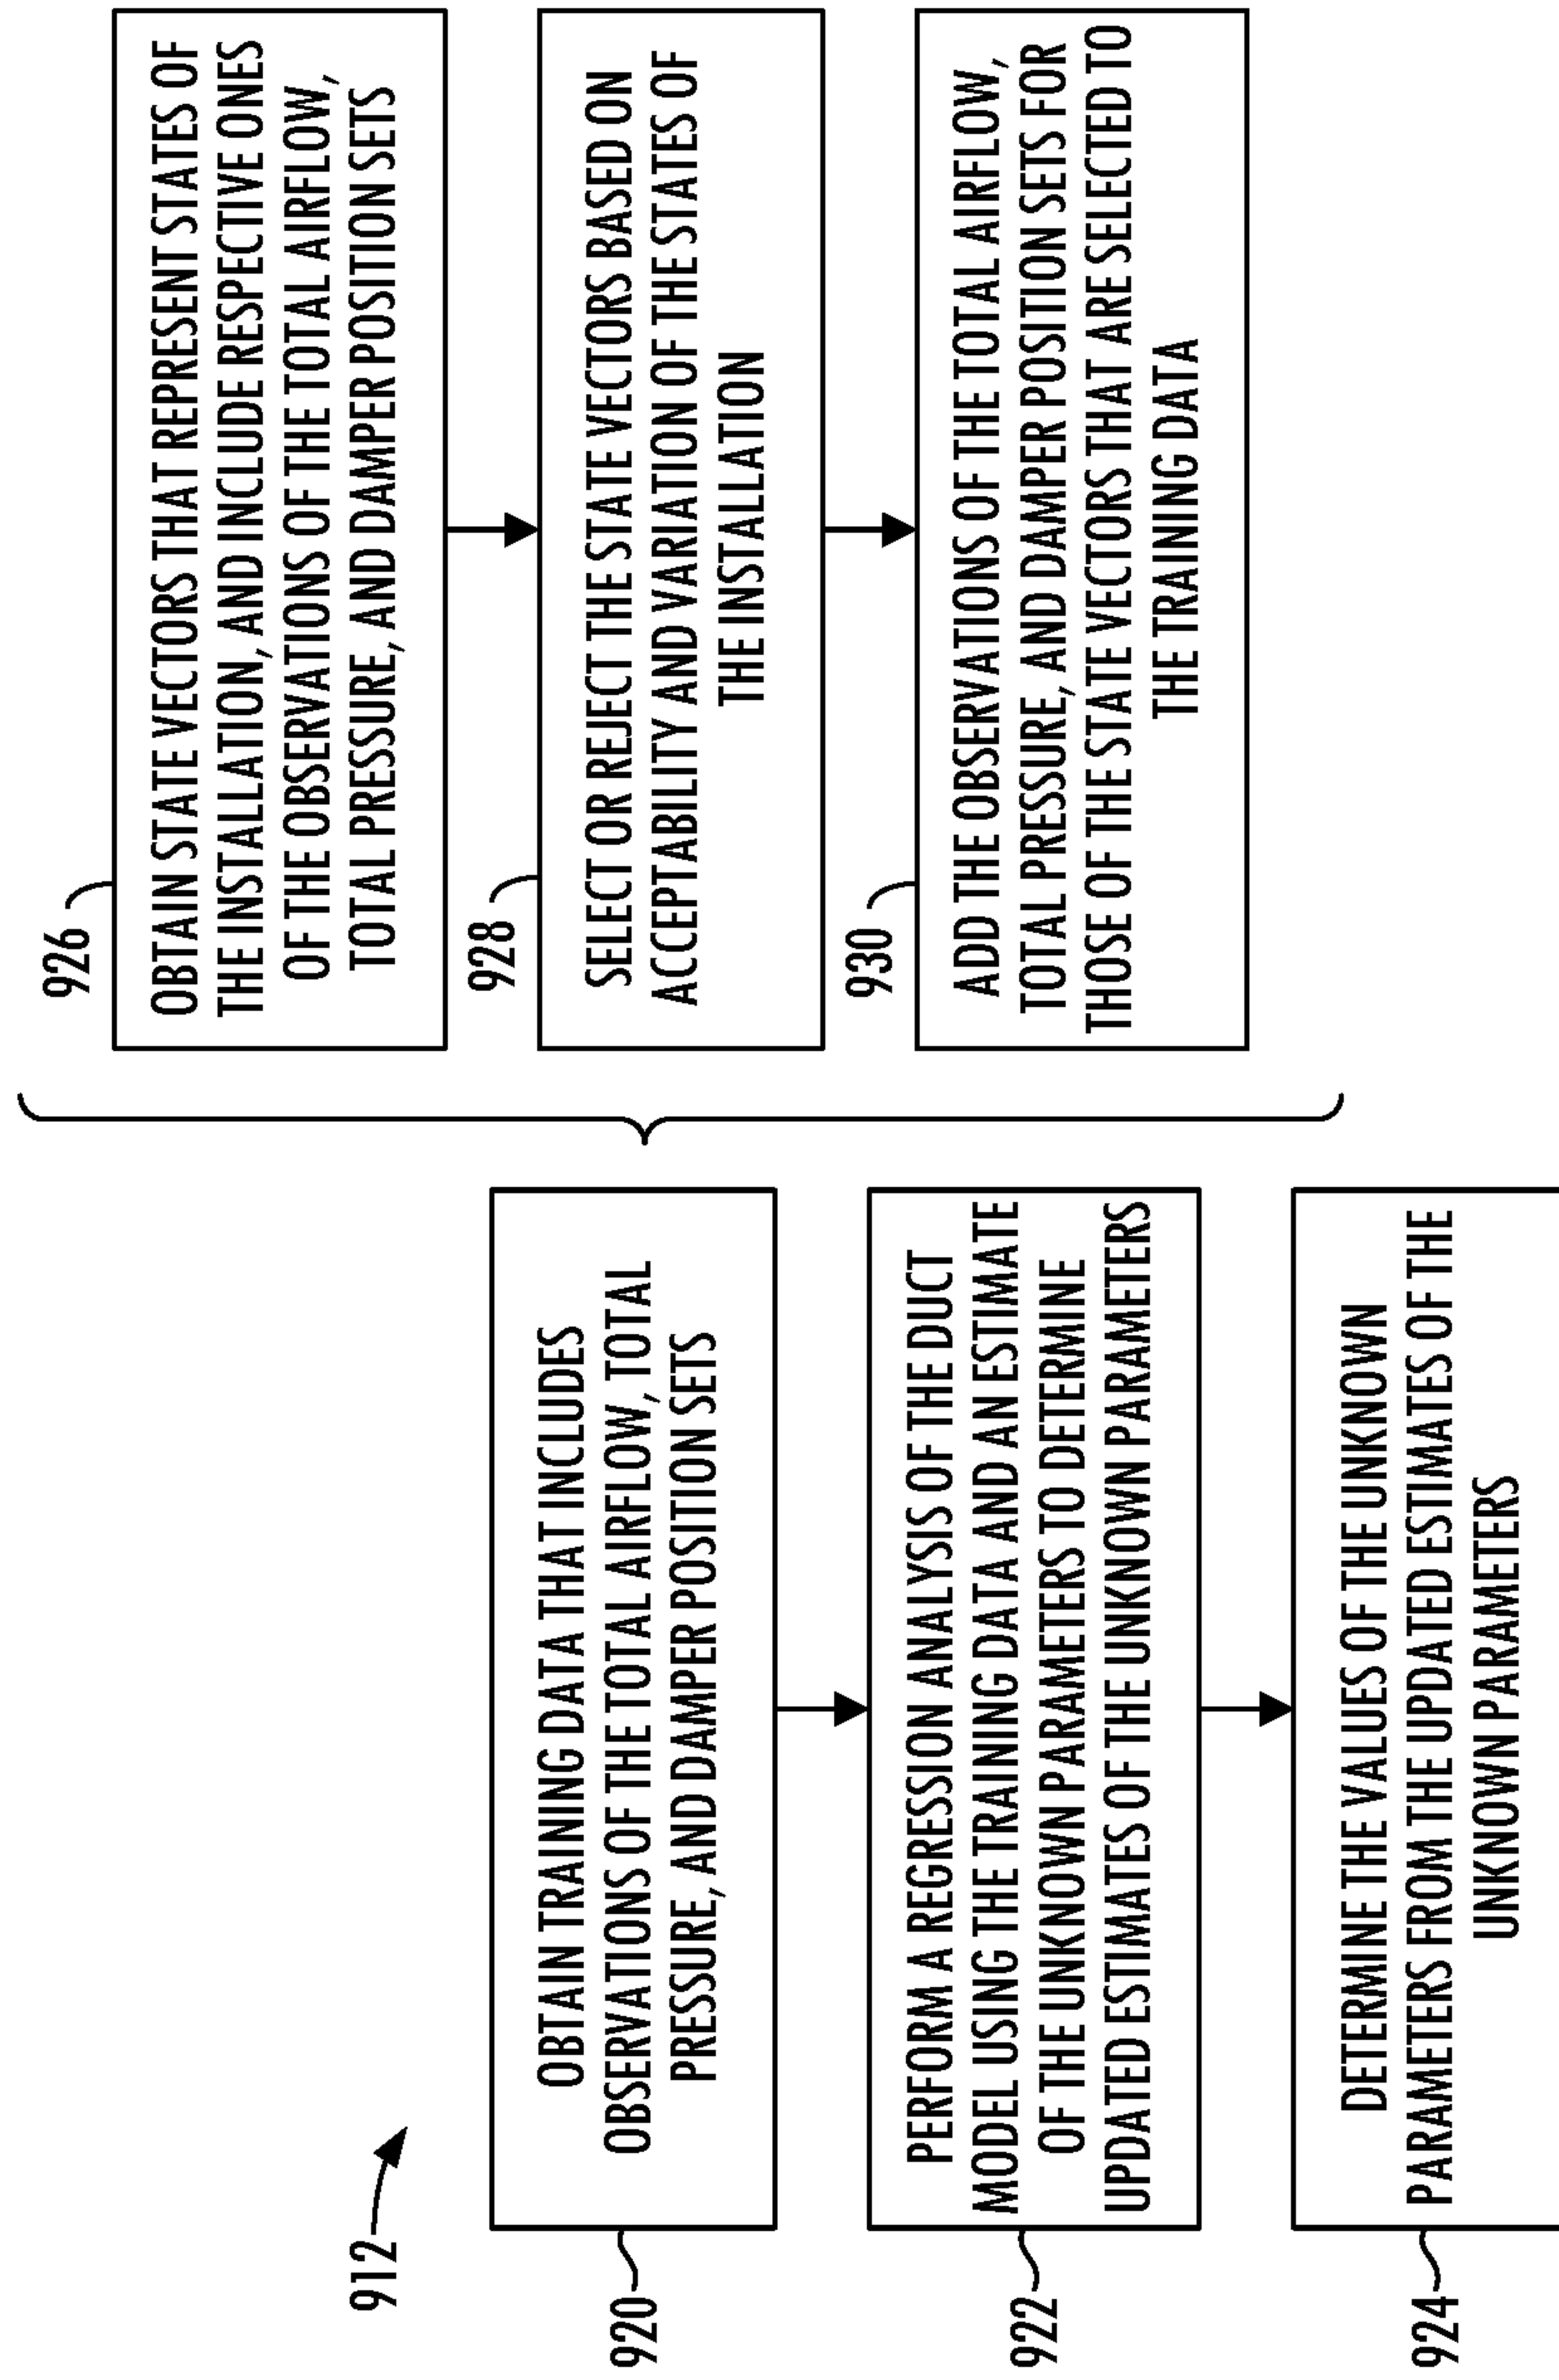 912
920
OBTAIN TRAINING DATA THAT INCLUDES
OBSERVATIONS OF THE TOTAL AIRFLOW, TOTAL
PRESSURE, AND DAMPER POSITION SETS
922
PERFORM A REGRESSION ANALYSIS OF THE DUCT
MODEL USING THE TRAINING DATA AND AN ESTIMATE
OF THE UNKNOWN PARAMETERS TO DETERMINE
UPDATED ESTIMATES OF THE UNKNOWN PARAMETERS
924
DETERMINE THE VALUES OF THE UNKNOWN
PARAMETERS FROM THE UPDATED ESTIMATES OF THE
UNKNOWN PARAMETERS
926
OBTAIN STATE VECTORS THAT REPRESENT STATES OF
THE INSTALLATION, AND INCLUDE RESPECTIVE ONES
OF THE OBSERVATIONS OF THE TOTAL AIRFLOW,
TOTAL PRESSURE, AND DAMPER POSITION SETS
928
SELECT OR REJECT THE STATE VECTORS BASED ON
ACCEPTABILITY AND VARIATION OF THE STATES OF
THE INSTALLATION
930
ADD THE OBSERVATIONS OF THE TOTAL AIRFLOW,
TOTAL PRESSURE, AND DAMPER POSITION SETS FOR
THOSE OF THE STATE VECTORS THAT ARE SELECTED TO
THE TRAINING DATA